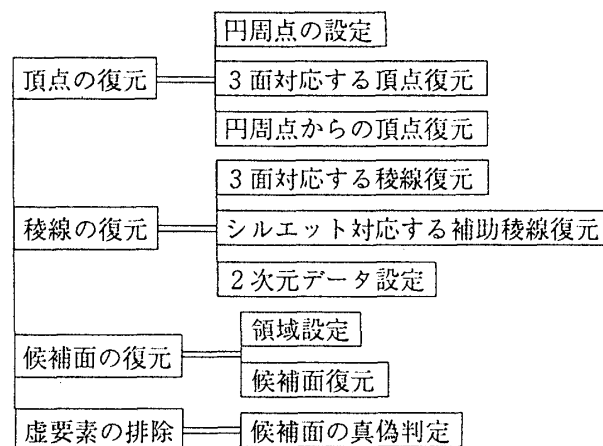 円周点の設定
頂点の復元
3面対応する頂点復元
円周点からの頂点復元
3面対応する稜線復元
稜線の復元
シルエット対応する補助稜線復元
2次元データ設定
領域設定
候補面の復元
候補面復元
虚要素の排除
候補面の真偽判定